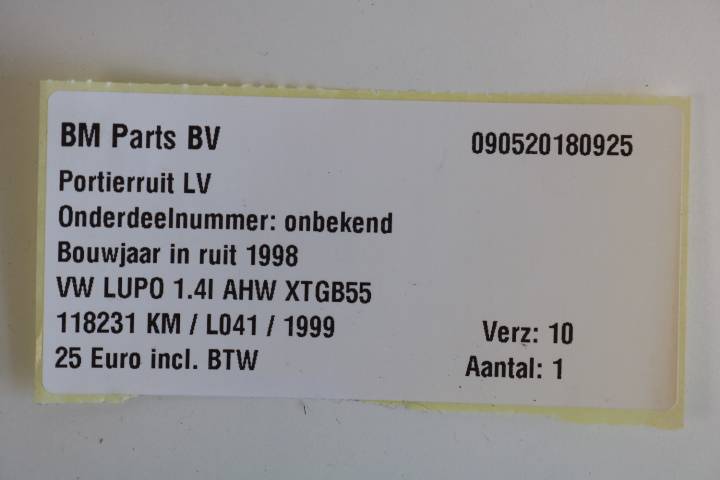 BM Parts BV 090520180925
Portierruit LV
Onderdeelnummer: onbekend
Bouwjaar in ruit 1998
VW LUPO 1.4I AHW XTGB55
118231 KM / L041 / 1999 Verz: 10
25 Euro incl. BTW Aantal: 1